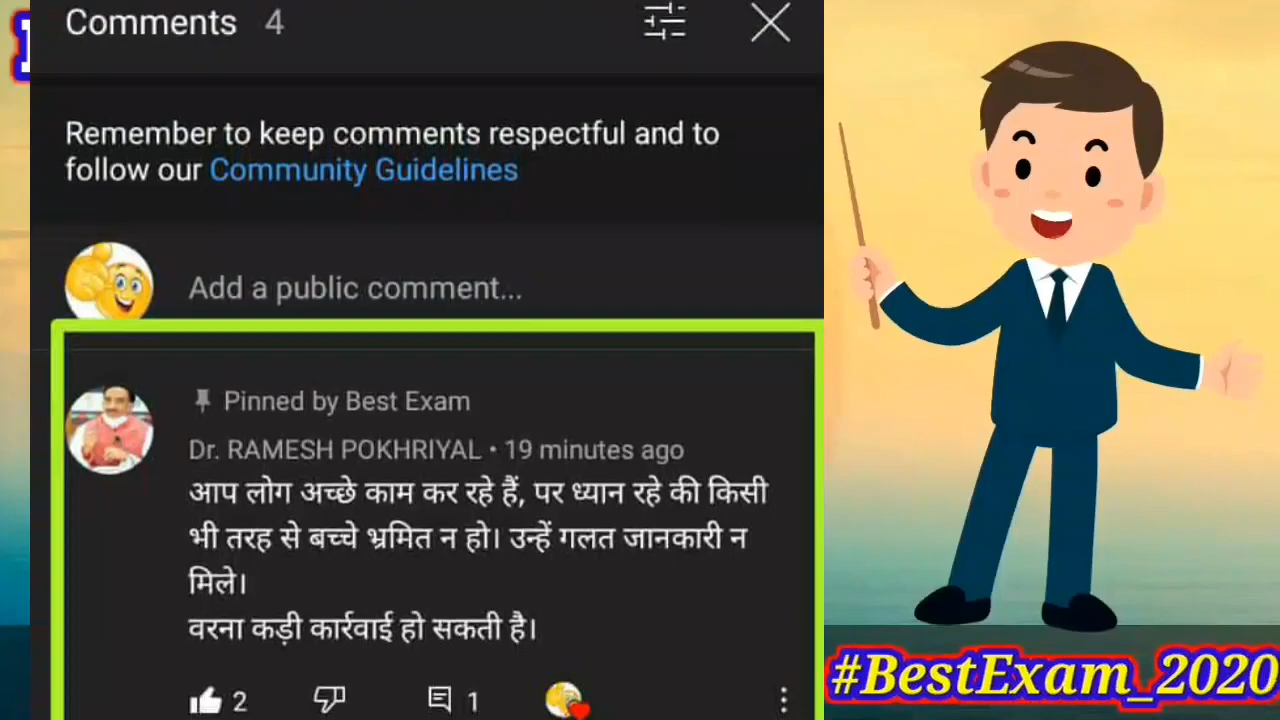 Comments 4
Remember to keep comments respectful and to
follow our Community Guidelines
Add a public comment...
Pinned by Best Exam
Dr. RAMESH POKHRIYAL • 19 minutes ago
आप लोग अच्छे काम कर रहे हैं, पर ध्यान रहे की किसी
भी तरह से बच्चे भ्रमित न हो। उन्हें गलत जानकारी न
मिले।
वरना कड़ी कार्रवाई हो सकती है।
2 1
#BestExam_2020